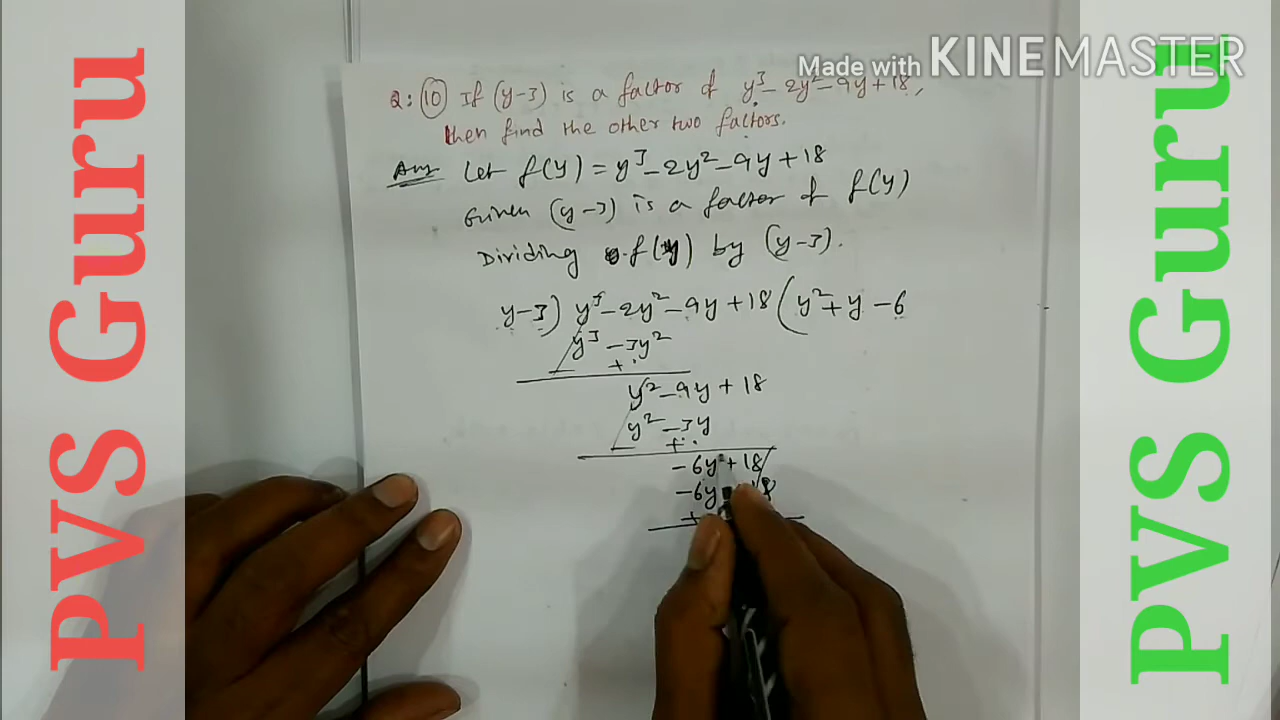 Made with KINEMASTER
PVS Guru
PVS Guru
Q: 10 If (y-3) is a factor of y³ - 2y² - 9y + 18,
then find the other two factors.
Ans Let f(y) = y³ - 2y² - 9y + 18
Given (y-3) is a factor of f(y)
Dividing f(y) by (y-3).
y-3) y³ - 2y² - 9y + 18 ( y² + y - 6
y³ - 3y²
- +
y² - 9y + 18
y² - 3y
- +
- 6y + 18
- 6y 18
+